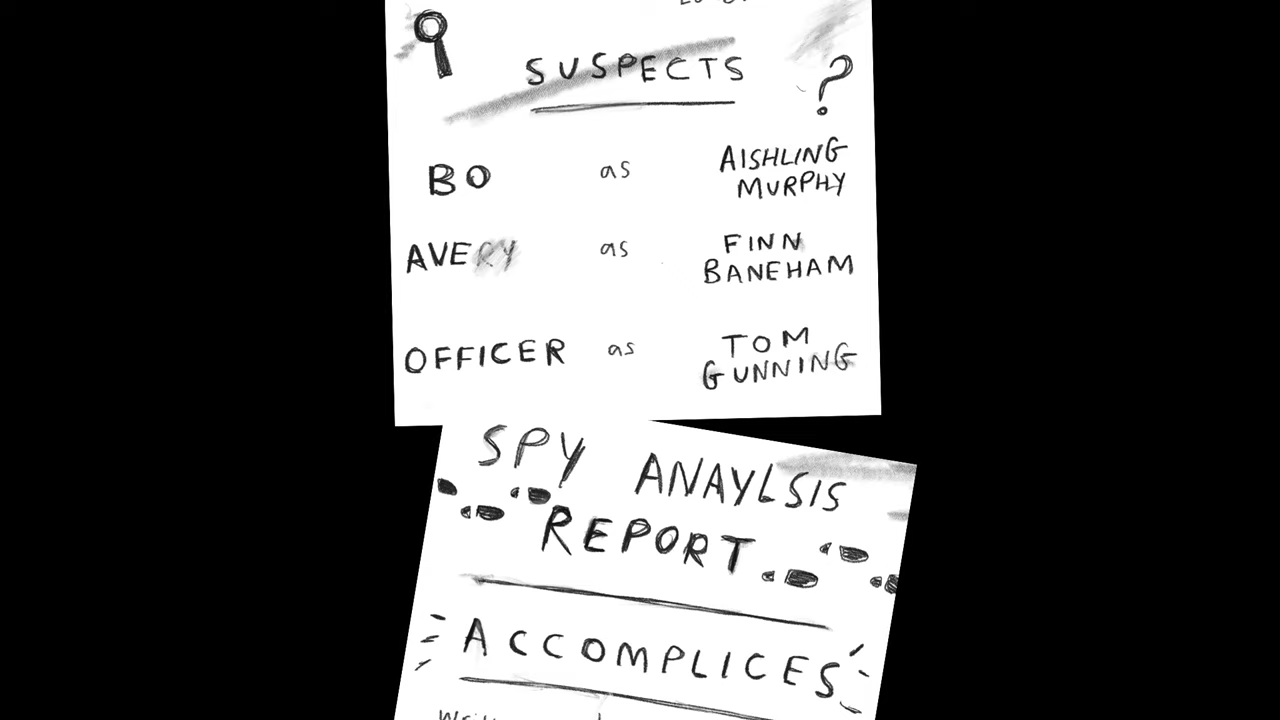 SUSPECTS
?
BO as AISHLING MURPHY
AVERY as FINN BANEHAM
OFFICER as TOM GUNNING
SPY ANAYLSIS
REPORT
ACCOMPLICES